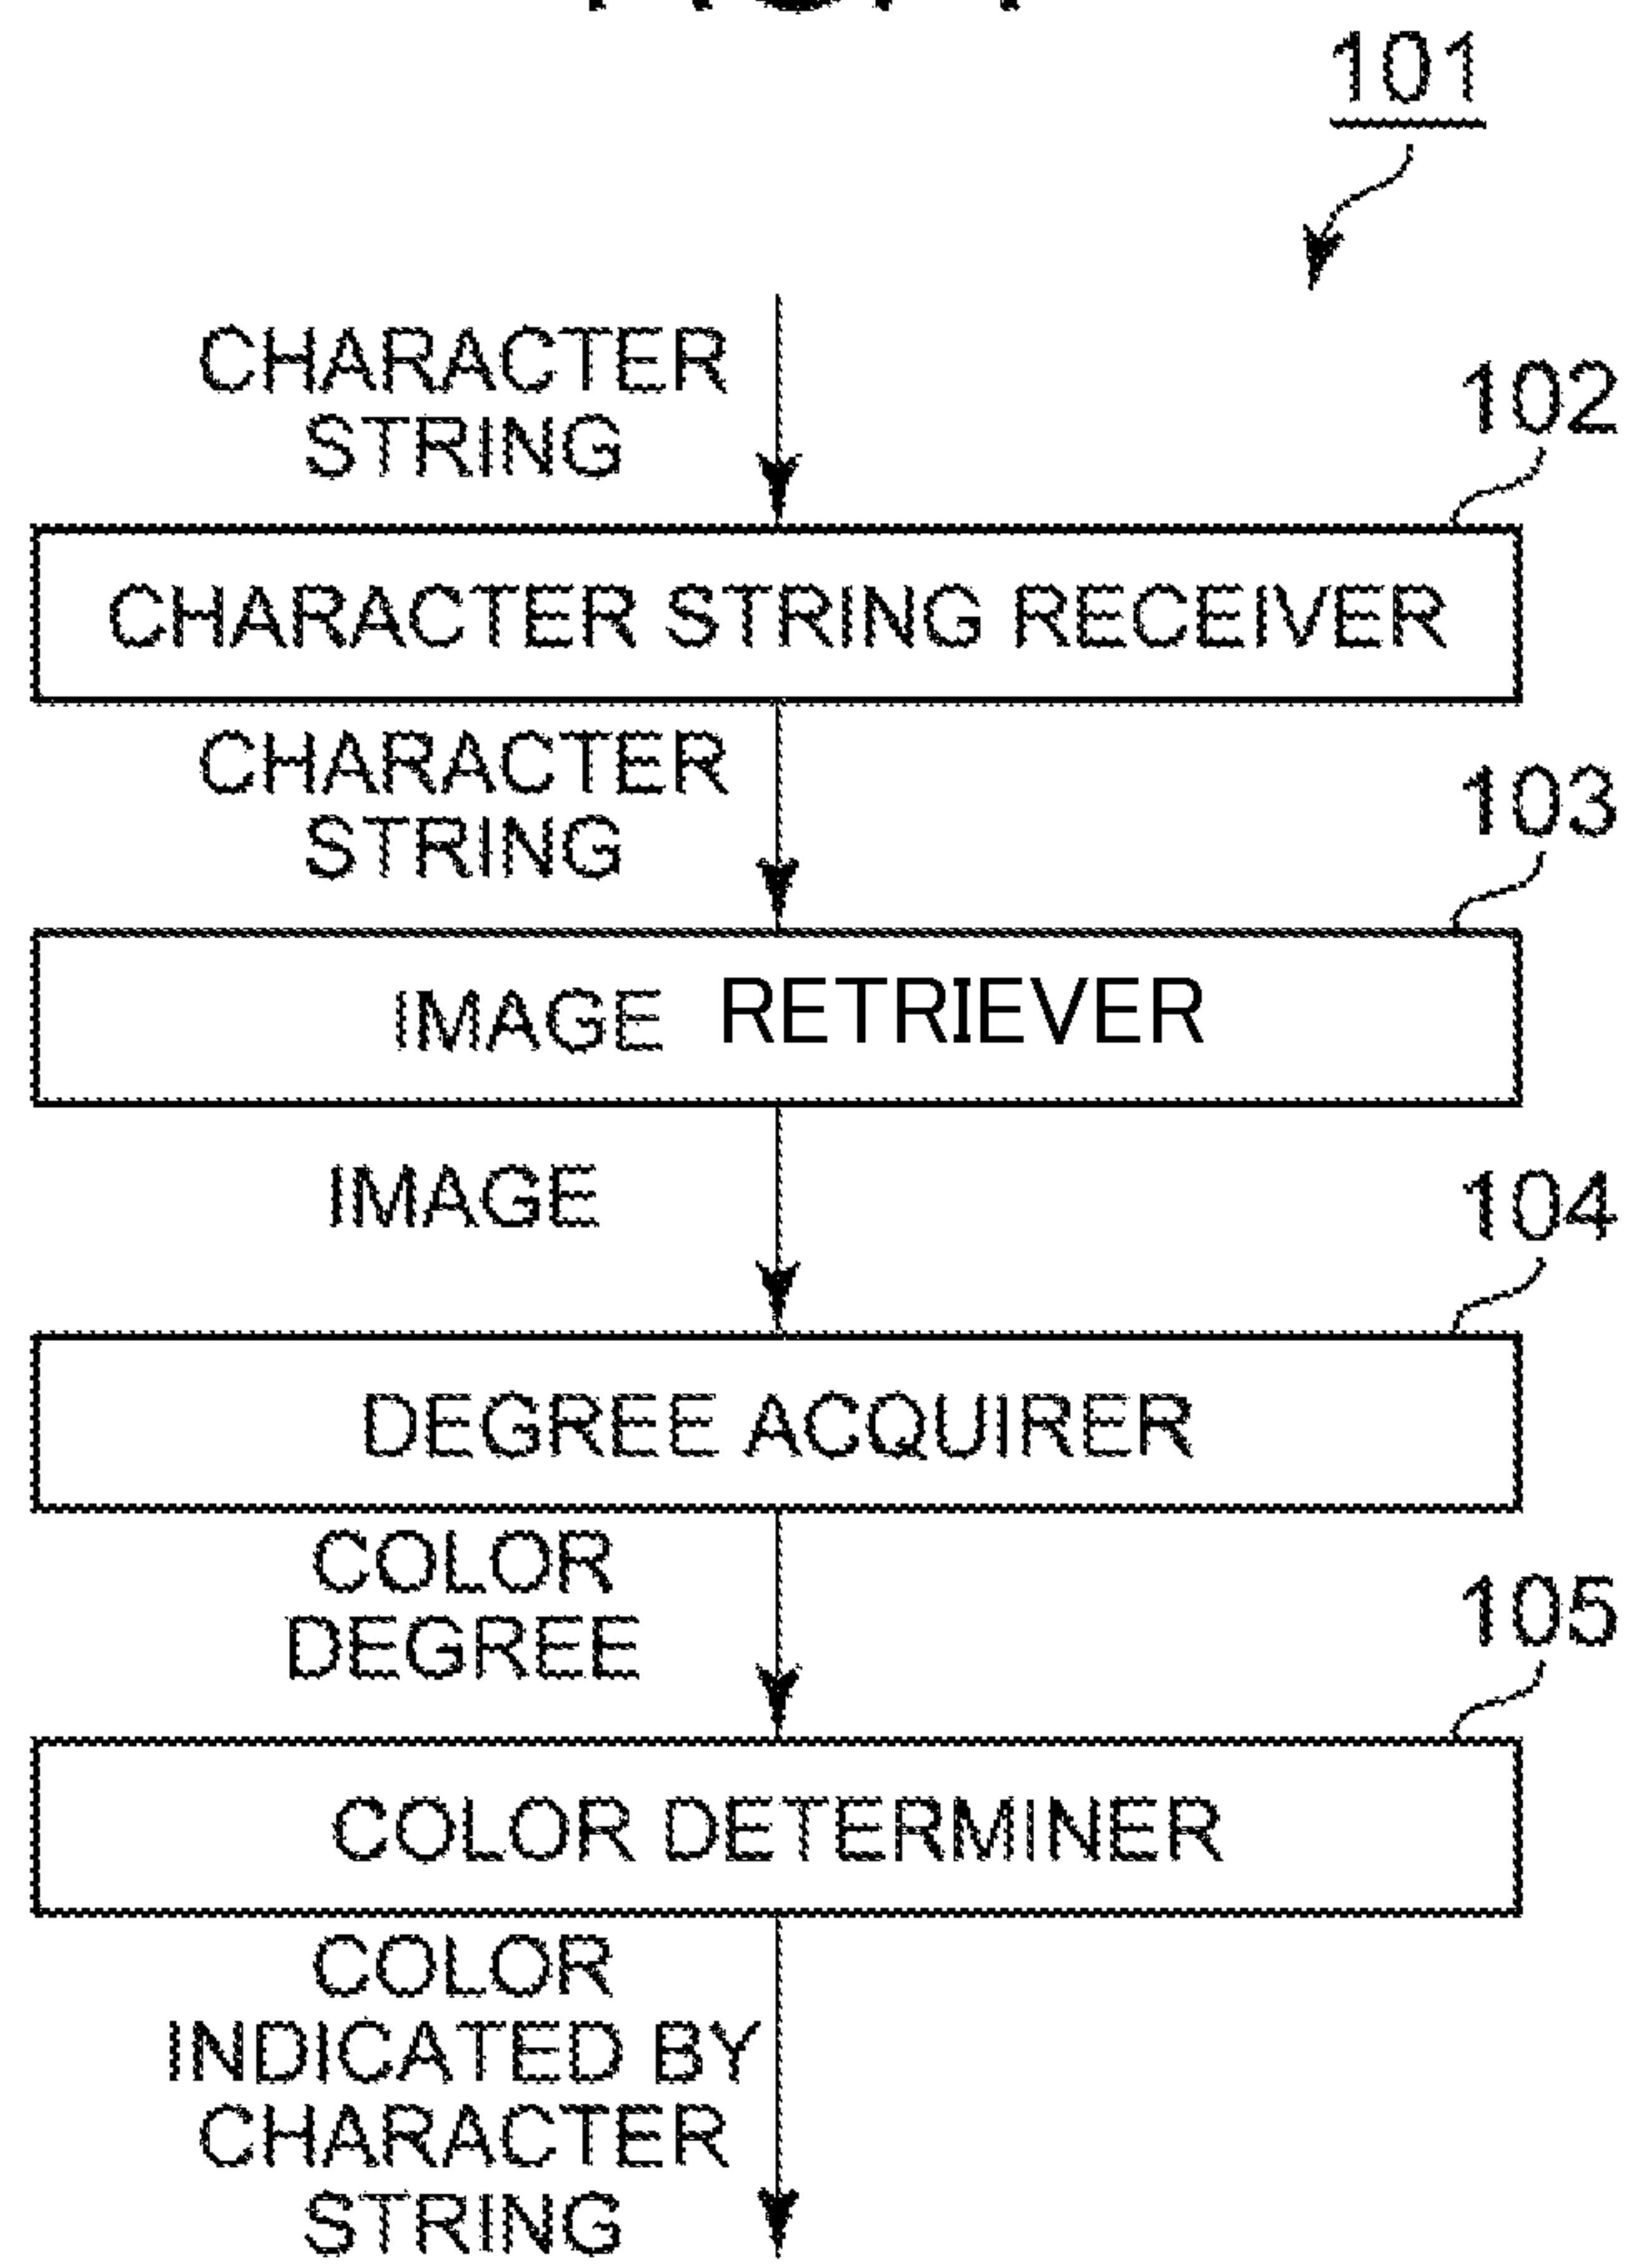 101
CHARACTER
STRING
102
CHARACTER STRING RECEIVER
CHARACTER
STRING
103
IMAGE RETRIEVER
IMAGE
104
DEGREE ACQUIRER
COLOR
DEGREE
105
COLOR DETERMINER
COLOR
INDICATED BY
CHARACTER
STRING